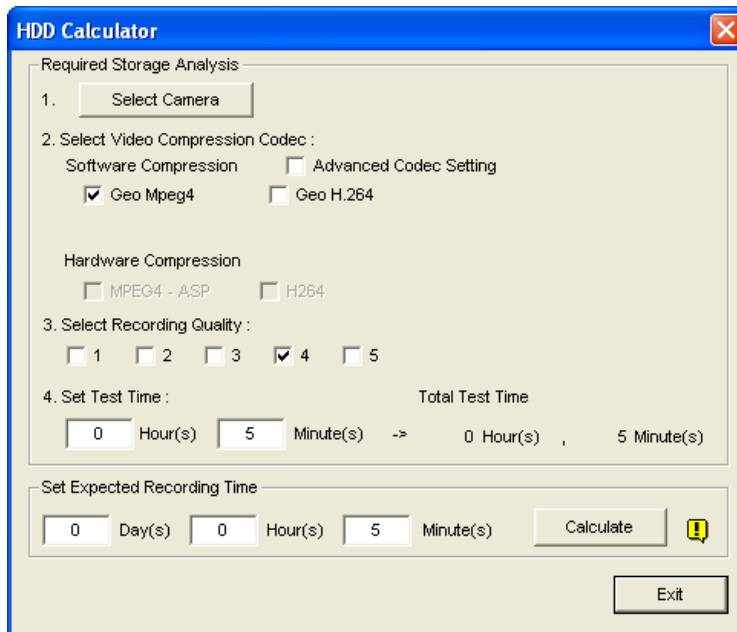 HDD Calculator
Required Storage Analysis
1. Select Camera
2. Select Video Compression Codec :
Software Compression Advanced Codec Setting
Geo Mpeg4 Geo H.264
Hardware Compression
MPEG4 - ASP H264
3. Select Recording Quality :
1 2 3 4 5
4. Set Test Time : Total Test Time
0 Hour(s) 5 Minute(s) -> 0 Hour(s) , 5 Minute(s)
Set Expected Recording Time
0 Day(s) 0 Hour(s) 5 Minute(s) Calculate !
Exit